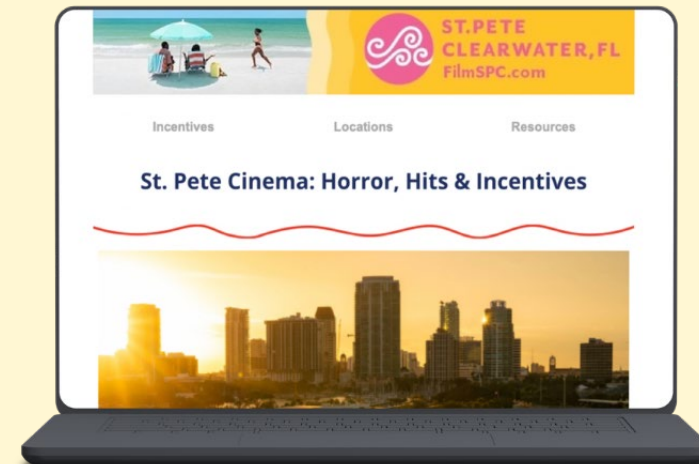 ST.PETE
CLEARWATER, FL
FilmSPC.com
Incentives Locations Resources
St. Pete Cinema: Horror, Hits & Incentives